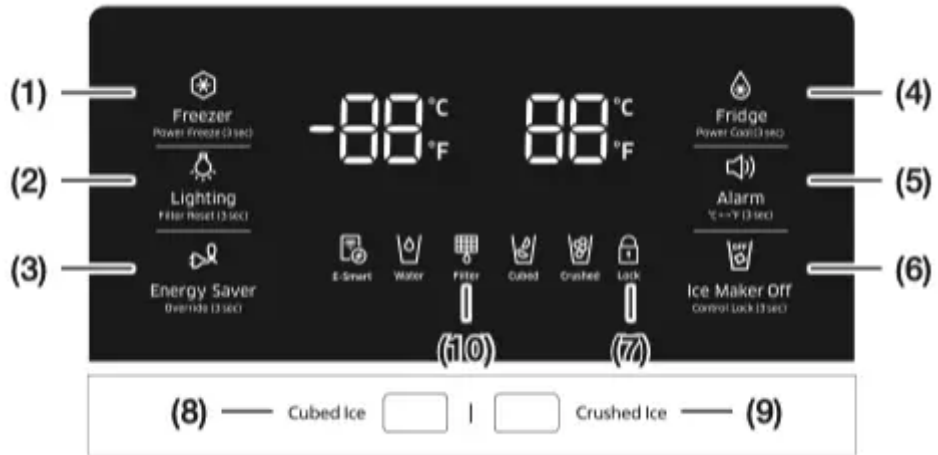 (1)
Freezer
Power Freeze (3 sec)
(2)
Lighting
Filter Reset (3 sec)
(3)
Energy Saver
Override (3 sec)
-88 °C
°F
88 °C
°F
(4)
Fridge
Power Cool (3 sec)
(5)
Alarm
°C↔°F (3 sec)
(6)
OFF
Ice Maker Off
Control Lock (3 sec)
E-Smart Water Filter Cubed Crushed Lock
(10) (7)
(8) Cubed Ice | Crushed Ice (9)